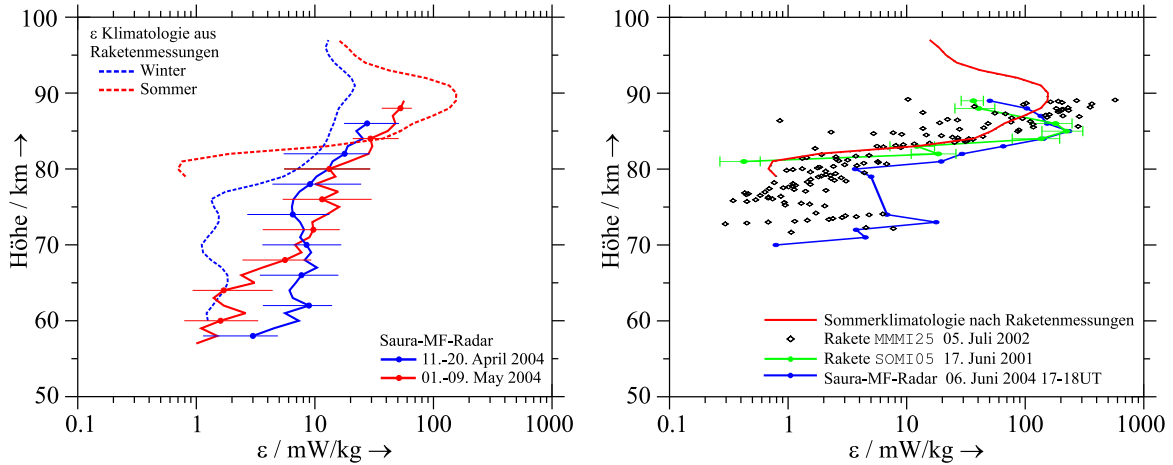 100
90
80
70
60
50
Höhe / km →
ε Klimatologie aus
Raketenmessungen
Winter
Sommer
Saura-MF-Radar
11.-20. April 2004
01.-09. May 2004
0.1
1
10
100
1000
ε / mW/kg →
100
90
80
70
60
50
Höhe / km →
Sommerklimatologie nach Raketenmessungen
Rakete MMMI25 05. Juli 2002
Rakete SOMI05 17. Juni 2001
Saura-MF-Radar 06. Juni 2004 17-18UT
0.1
1
10
100
1000
ε / mW/kg →